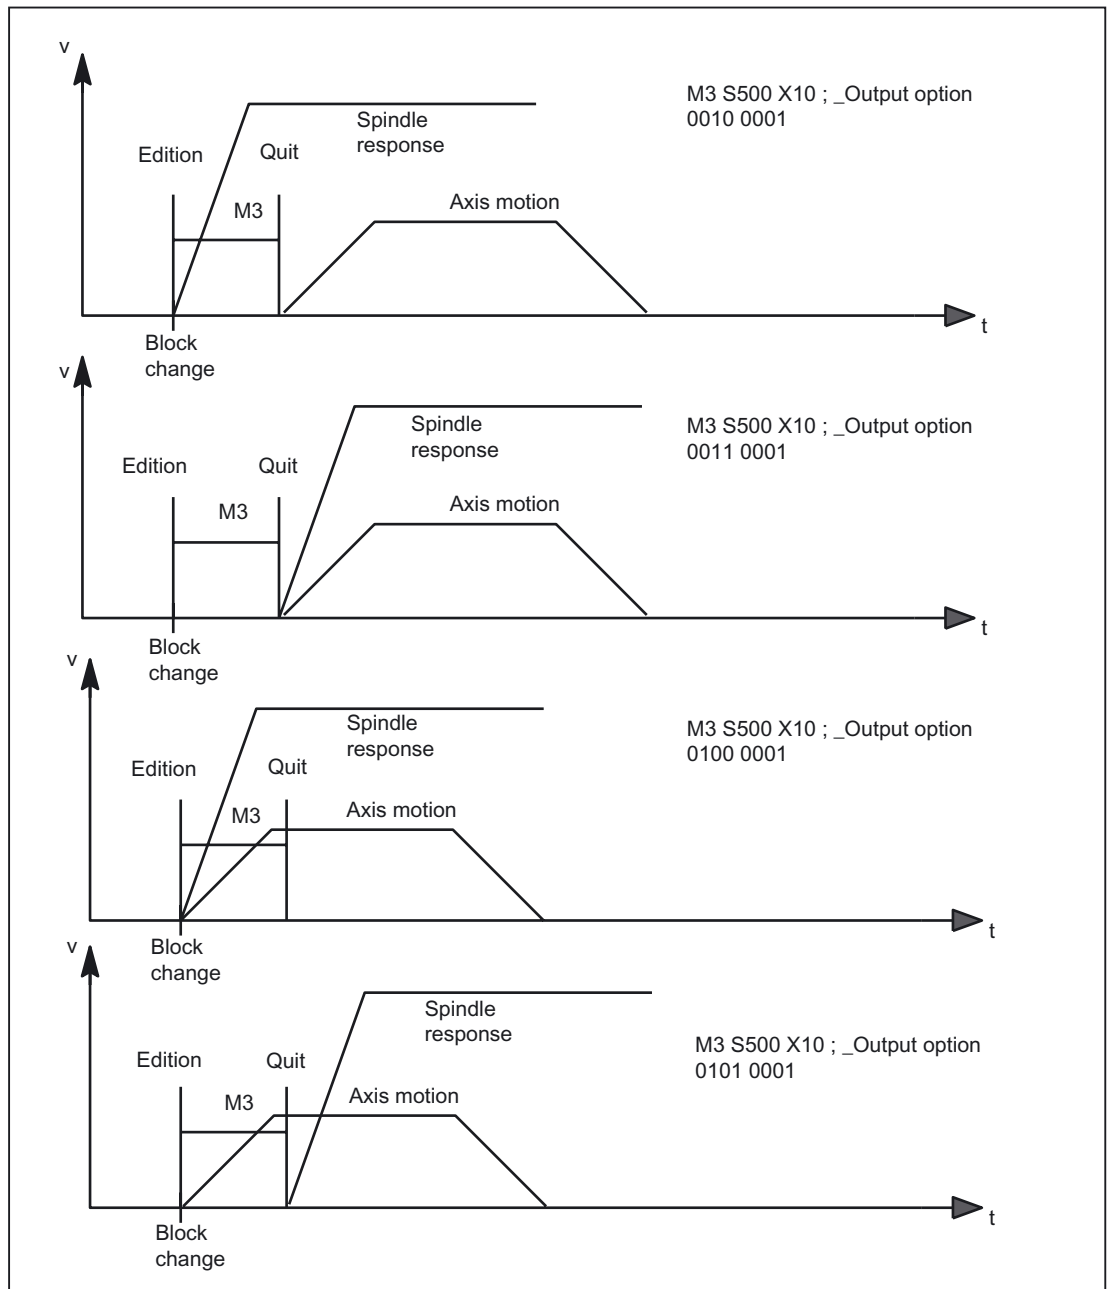 v
M3 S500 X10 ; _Output option
0010 0001
Spindle
response
Edition
Quit
M3
Axis motion
t
Block
change
v
Spindle
response
M3 S500 X10 ; _Output option
0011 0001
Edition
Quit
M3
Axis motion
t
Block
change
v
Spindle
response
M3 S500 X10 ; _Output option
0100 0001
Edition
Quit
M3
Axis motion
t
Block
change
v
Spindle
response
M3 S500 X10 ; _Output option
0101 0001
Edition
Quit
M3
Axis motion
t
Block
change